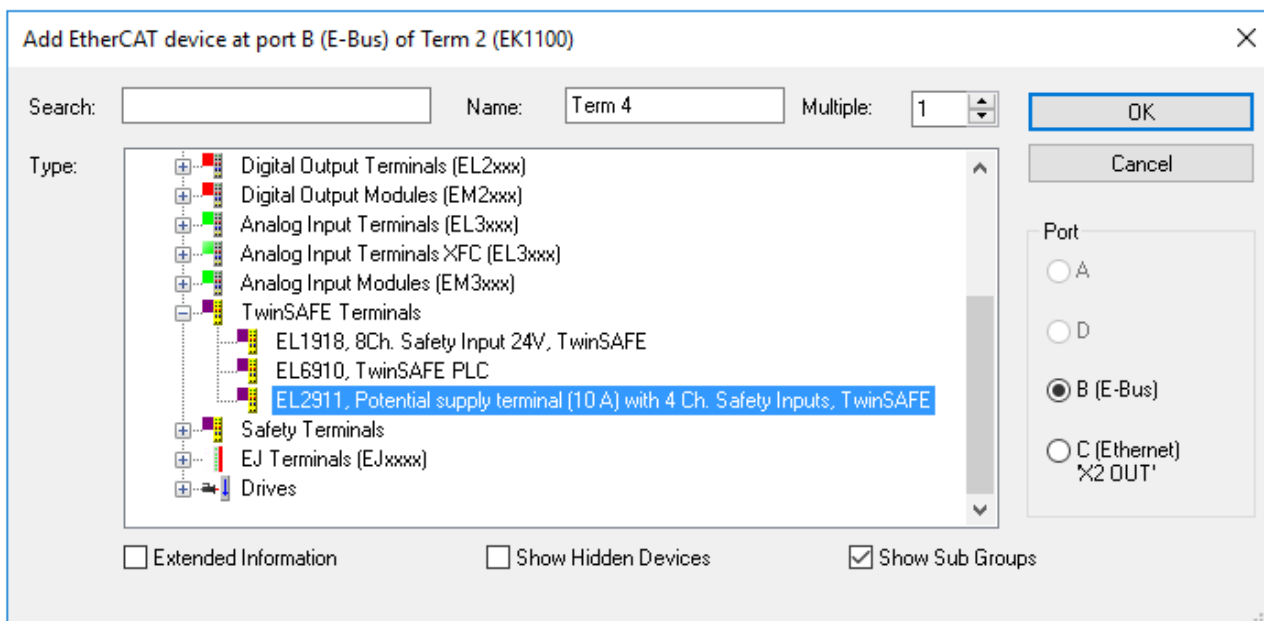 Add EtherCAT device at port B (E-Bus) of Term 2 (EK1100)
Search:
Name:
Term 4
Multiple:
1
OK
Type:
Cancel
Digital Output Terminals (EL2xxx)
Digital Output Modules (EM2xxx)
Analog Input Terminals (EL3xxx)
Analog Input Terminals XFC (EL3xxx)
Analog Input Modules (EM3xxx)
TwinSAFE Terminals
EL1918, 8Ch. Safety Input 24V, TwinSAFE
EL6910, TwinSAFE PLC
EL2911, Potential supply terminal (10 A) with 4 Ch. Safety Inputs, TwinSAFE
Safety Terminals
EJ Terminals (EJxxxx)
Drives
Port
A
D
B (E-Bus)
C (Ethernet)
'X2 OUT'
Extended Information
Show Hidden Devices
Show Sub Groups